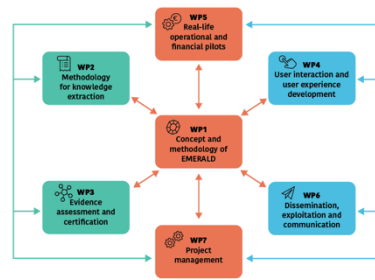 WP5
Real-life
operational and
financial pilots
WP2
Methodology
for knowledge
extraction
WP4
User interaction and
user experience
development
WP1
Concept and
methodology of
EMERALD
WP3
Evidence
assessment and
certification
WP6
Dissemination,
exploitation and
communication
WP7
Project
management